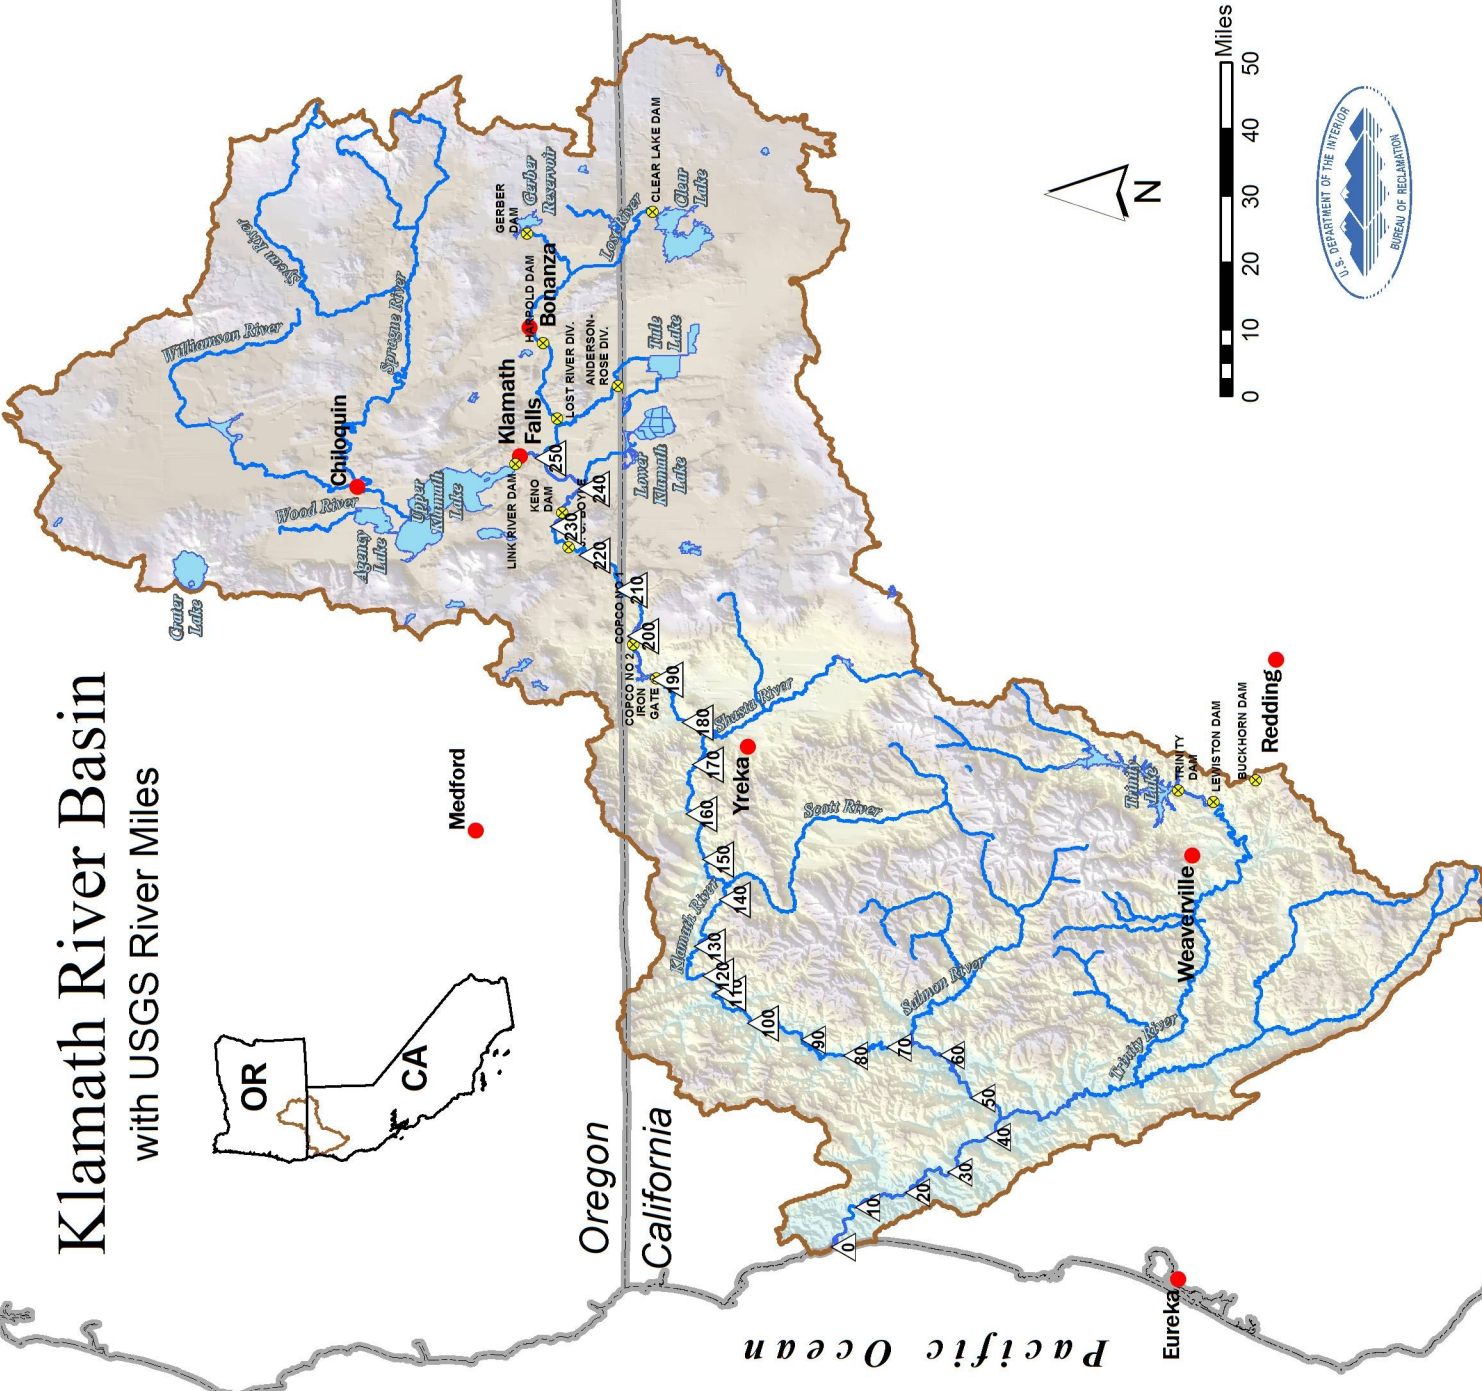 Klamath River Basin
with USGS River Miles
OR
CA
Oregon
California
Pacific Ocean
Medford
Crater
Lake
Wood River
Agency
Lake
Upper
Klamath
Lake
Chiloquin
Williamson River
Sycan River
Sprague River
Klamath
Falls
LINK RIVER DAM
KENO
DAM
J.C. BOYLE
LOST RIVER DIV.
HARPOLD DAM
Bonanza
GERBER
DAM
Gerber
Reservoir
ANDERSON-
ROSE DIV.
Lost River
CLEAR LAKE DAM
Clear
Lake
Tule
Lake
Lower
Klamath
Lake
COPCO NO 1
COPCO NO 2
IRON
GATE
Shasta River
Yreka
Scott River
Klamath River
Salmon River
Trinity River
Weaverville
Trinity
Lake
TRINITY
DAM
LEWISTON DAM
BUCKHORN DAM
Redding
Eureka
0
10
20
30
40
50
60
70
80
90
100
110
120
130
140
150
160
170
180
190
200
210
220
230
240
250
N
0 10 20 30 40 50
Miles
U.S. DEPARTMENT OF THE INTERIOR
BUREAU OF RECLAMATION